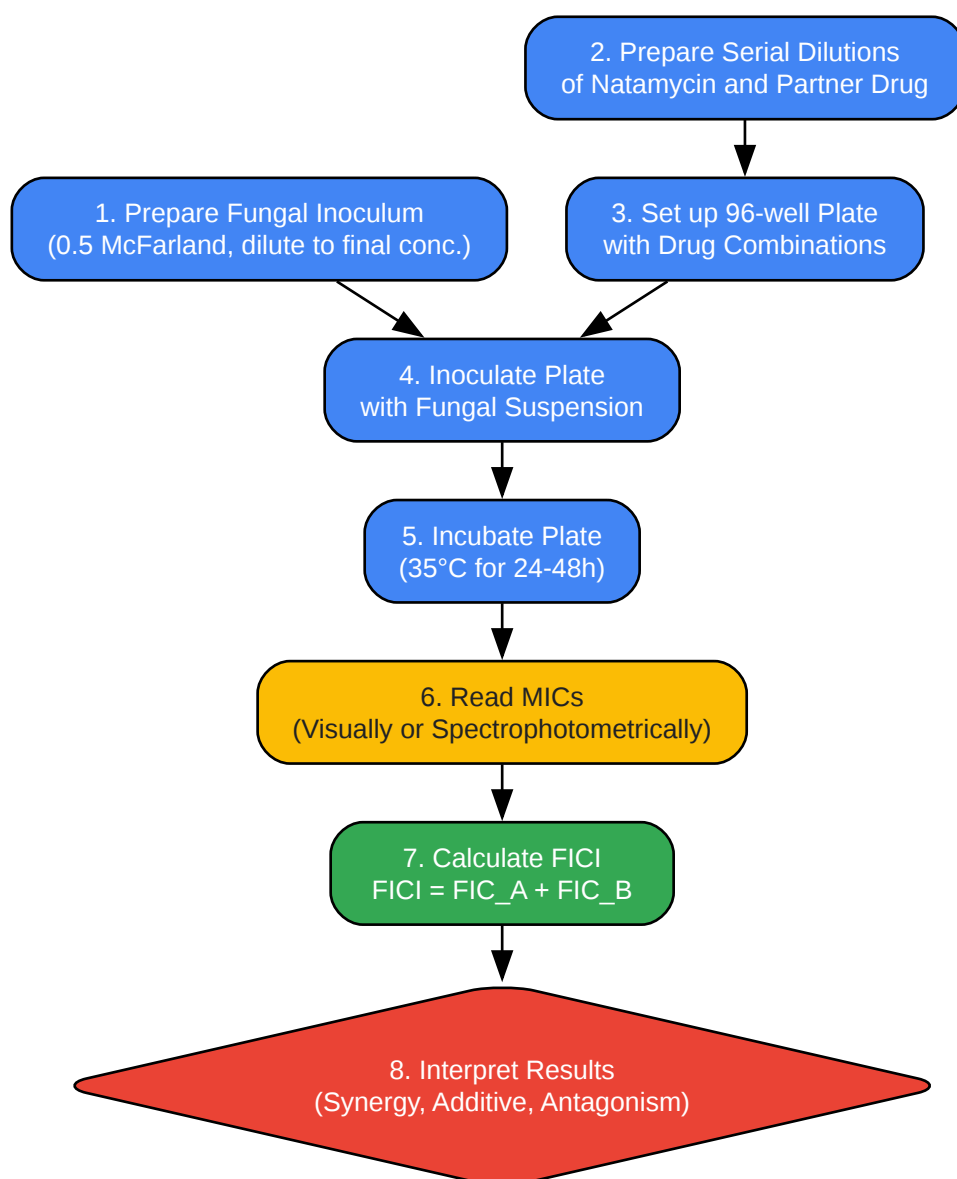 2. Prepare Serial Dilutions
of Natamycin and Partner Drug
1. Prepare Fungal Inoculum
(0.5 McFarland, dilute to final conc.)
3. Set up 96-well Plate
with Drug Combinations
4. Inoculate Plate
with Fungal Suspension
5. Incubate Plate
(35°C for 24-48h)
6. Read MICs
(Visually or Spectrophotometrically)
7. Calculate FICI
FICI = FIC_A + FIC_B
8. Interpret Results
(Synergy, Additive, Antagonism)